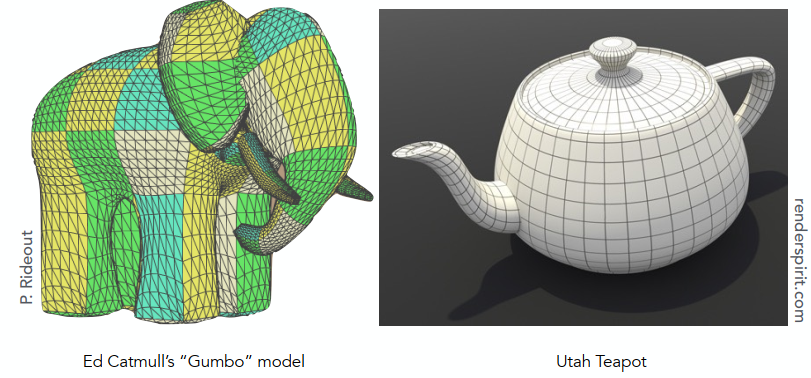 P. Rideout
renderspirit.com
Ed Catmull’s “Gumbo” model
Utah Teapot